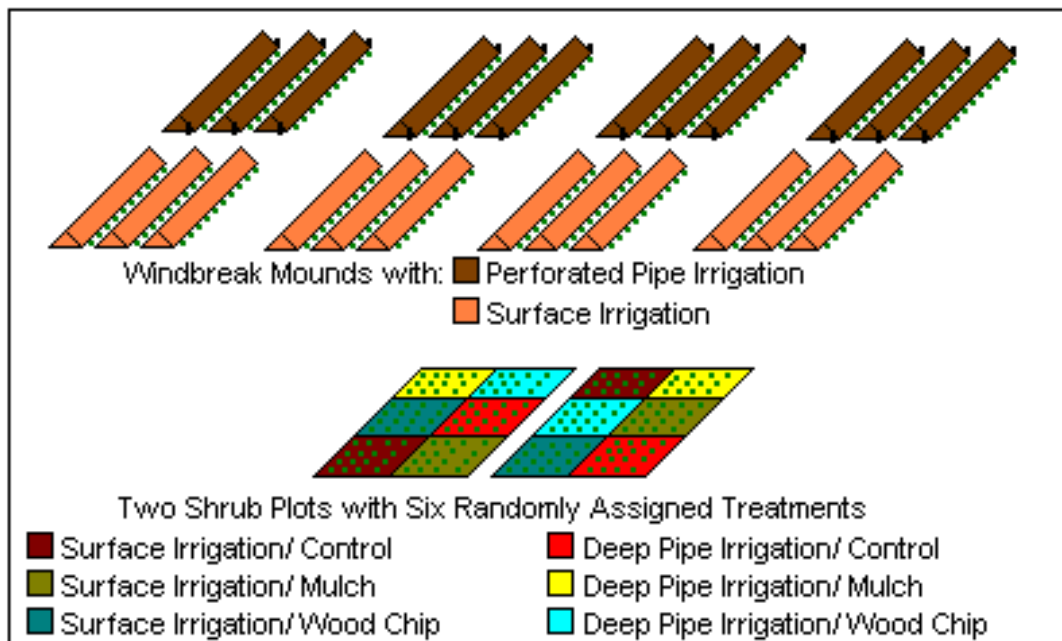 Windbreak Mounds with: Perforated Pipe Irrigation
Surface Irrigation
Two Shrub Plots with Six Randomly Assigned Treatments
Surface Irrigation/ Control Deep Pipe Irrigation/ Control
Surface Irrigation/ Mulch Deep Pipe Irrigation/ Mulch
Surface Irrigation/ Wood Chip Deep Pipe Irrigation/ Wood Chip